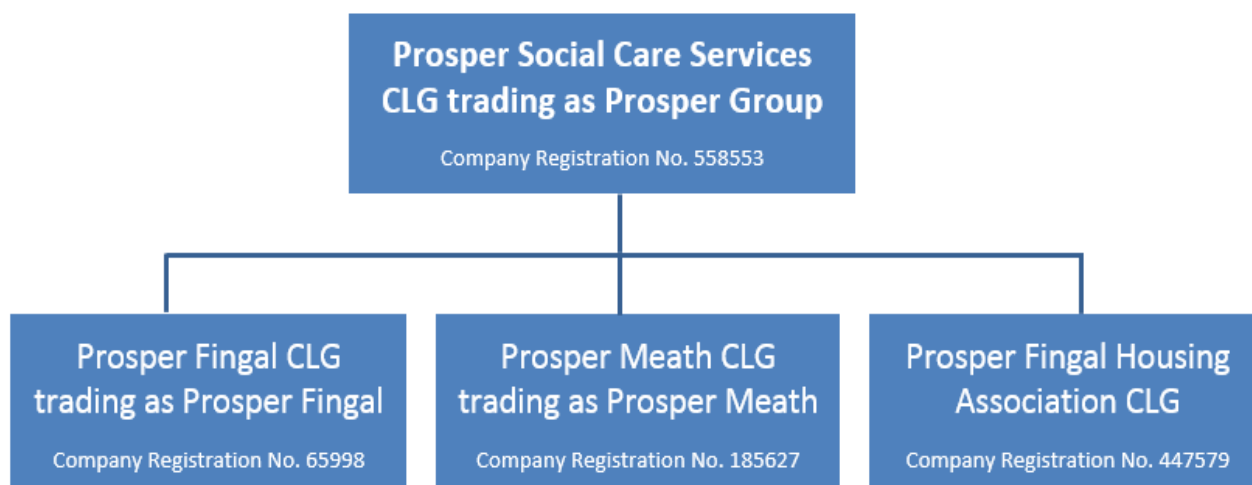 Prosper Social Care Services
CLG trading as Prosper Group
Company Registration No. 558553
Prosper Fingal CLG
trading as Prosper Fingal
Company Registration No. 65998
Prosper Meath CLG
trading as Prosper Meath
Company Registration No. 185627
Prosper Fingal Housing
Association CLG
Company Registration No. 447579